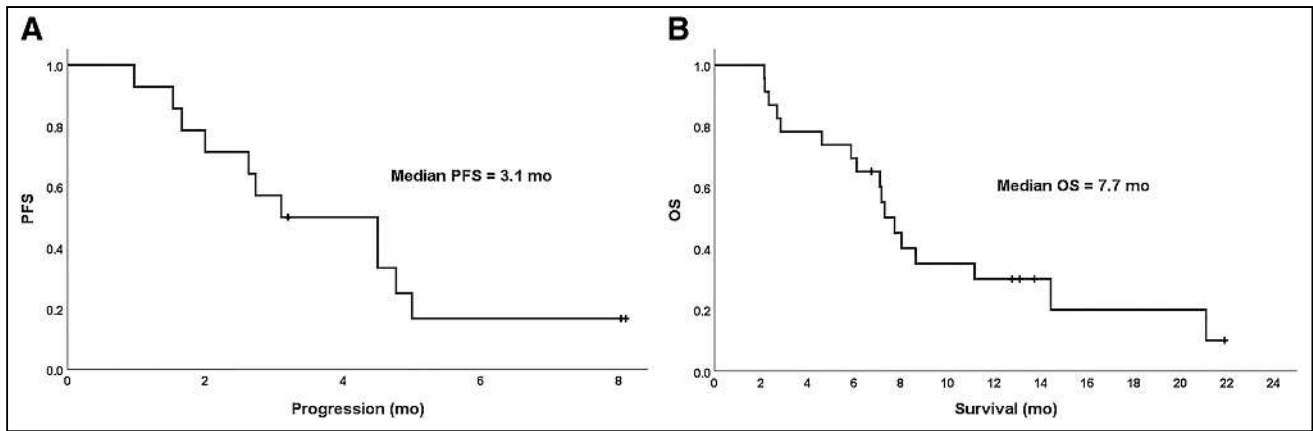 A
1.0
0.8
0.6
0.4
0.2
0.0
PFS
Median PFS = 3.1 mo
0 2 4 6 8
Progression (mo)
B
1.0
0.8
0.6
0.4
0.2
0.0
OS
Median OS = 7.7 mo
0 2 4 6 8 10 12 14 16 18 20 22 24
Survival (mo)